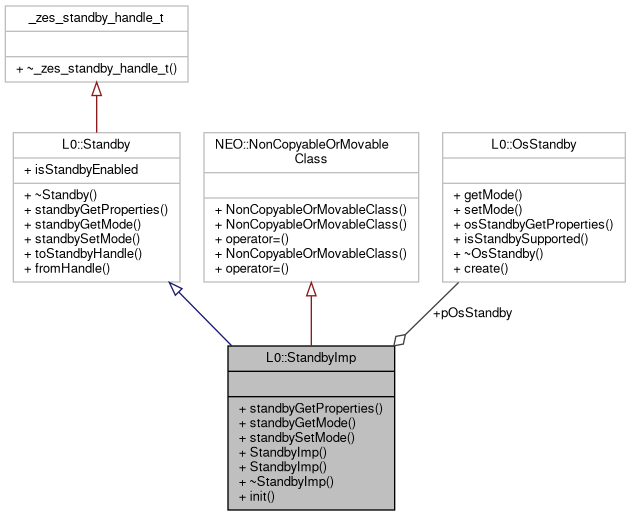 _zes_standby_handle_t
+ ~_zes_standby_handle_t()
L0::Standby
+ isStandbyEnabled
+ ~Standby()
+ standbyGetProperties()
+ standbyGetMode()
+ standbySetMode()
+ toStandbyHandle()
+ fromHandle()
NEO::NonCopyableOrMovable
Class
+ NonCopyableOrMovableClass()
+ NonCopyableOrMovableClass()
+ operator=()
+ NonCopyableOrMovableClass()
+ operator=()
L0::OsStandby
+ getMode()
+ setMode()
+ osStandbyGetProperties()
+ isStandbySupported()
+ ~OsStandby()
+ create()
+pOsStandby
L0::StandbyImp
+ standbyGetProperties()
+ standbyGetMode()
+ standbySetMode()
+ StandbyImp()
+ StandbyImp()
+ ~StandbyImp()
+ init()